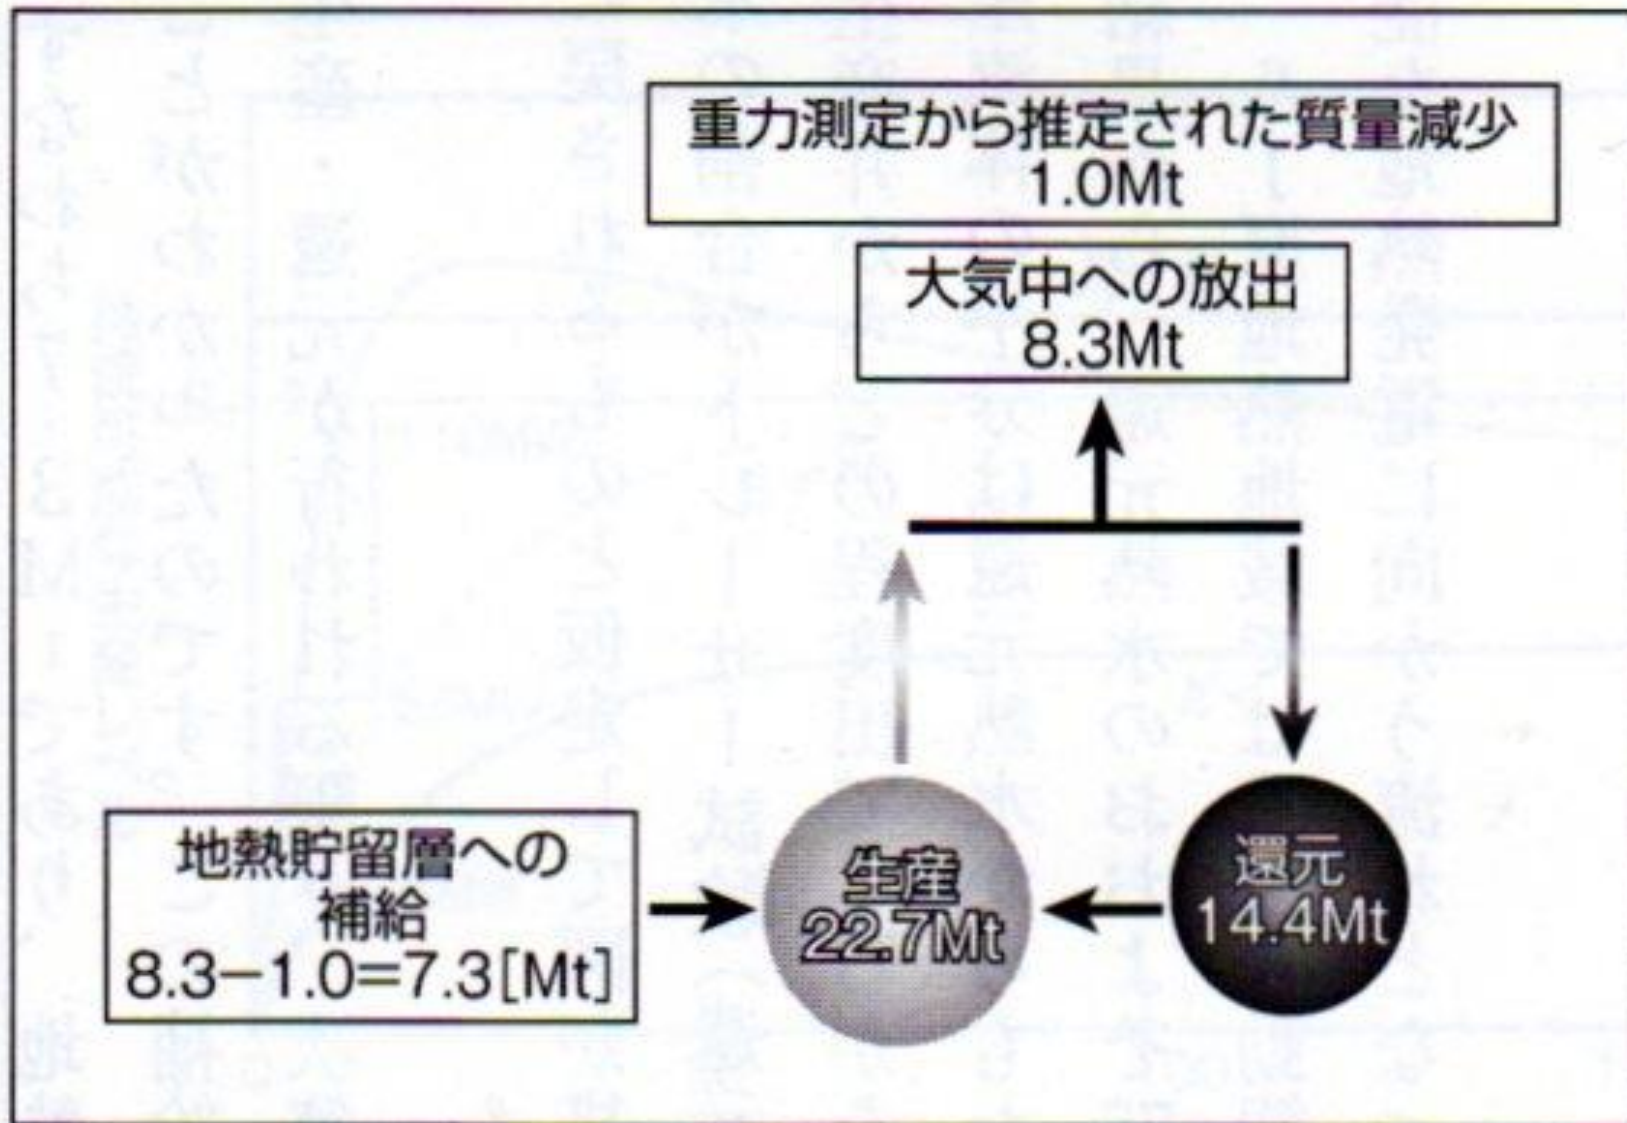 重力測定から推定された質量減少
1.0Mt
大気中への放出
8.3Mt
地熱貯留層への
補給
8.3−1.0=7.3[Mt]
生産
22.7Mt
還元
14.4Mt